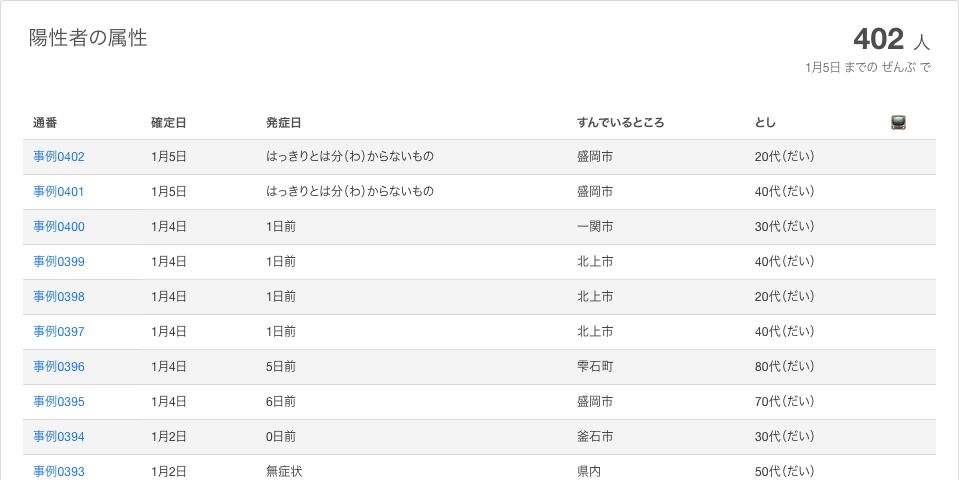 陽性者の属性
402 人
1月5日 までの ぜんぶ で
通番 確定日 発症日 すんでいるところ とし
事例0402 1月5日 はっきりとは分（わ）からないもの 盛岡市 20代（だい）
事例0401 1月5日 はっきりとは分（わ）からないもの 盛岡市 40代（だい）
事例0400 1月4日 1日前 一関市 30代（だい）
事例0399 1月4日 1日前 北上市 40代（だい）
事例0398 1月4日 1日前 北上市 20代（だい）
事例0397 1月4日 1日前 北上市 40代（だい）
事例0396 1月4日 5日前 雫石町 80代（だい）
事例0395 1月4日 6日前 盛岡市 70代（だい）
事例0394 1月2日 0日前 釜石市 30代（だい）
事例0393 1月2日 無症状 県内 50代（だい）